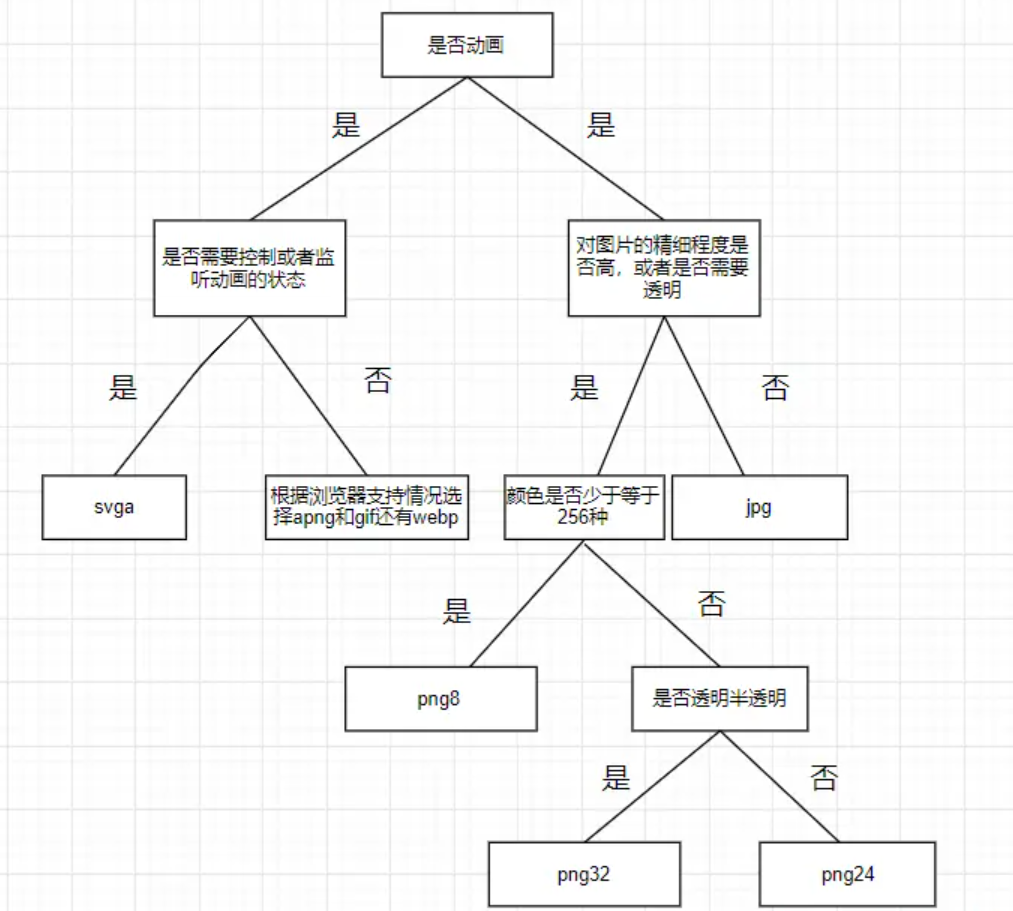 是否动画
是
是
是否需要控制或者监
听动画的状态
对图片的精细程度是
否高，或者是否需要
透明
是
否
是
否
svga
根据浏览器支持情况选
择apng和gif还有webp
颜色是否少于等于
256种
jpg
是
否
png8
是否透明半透明
是
否
png32
png24